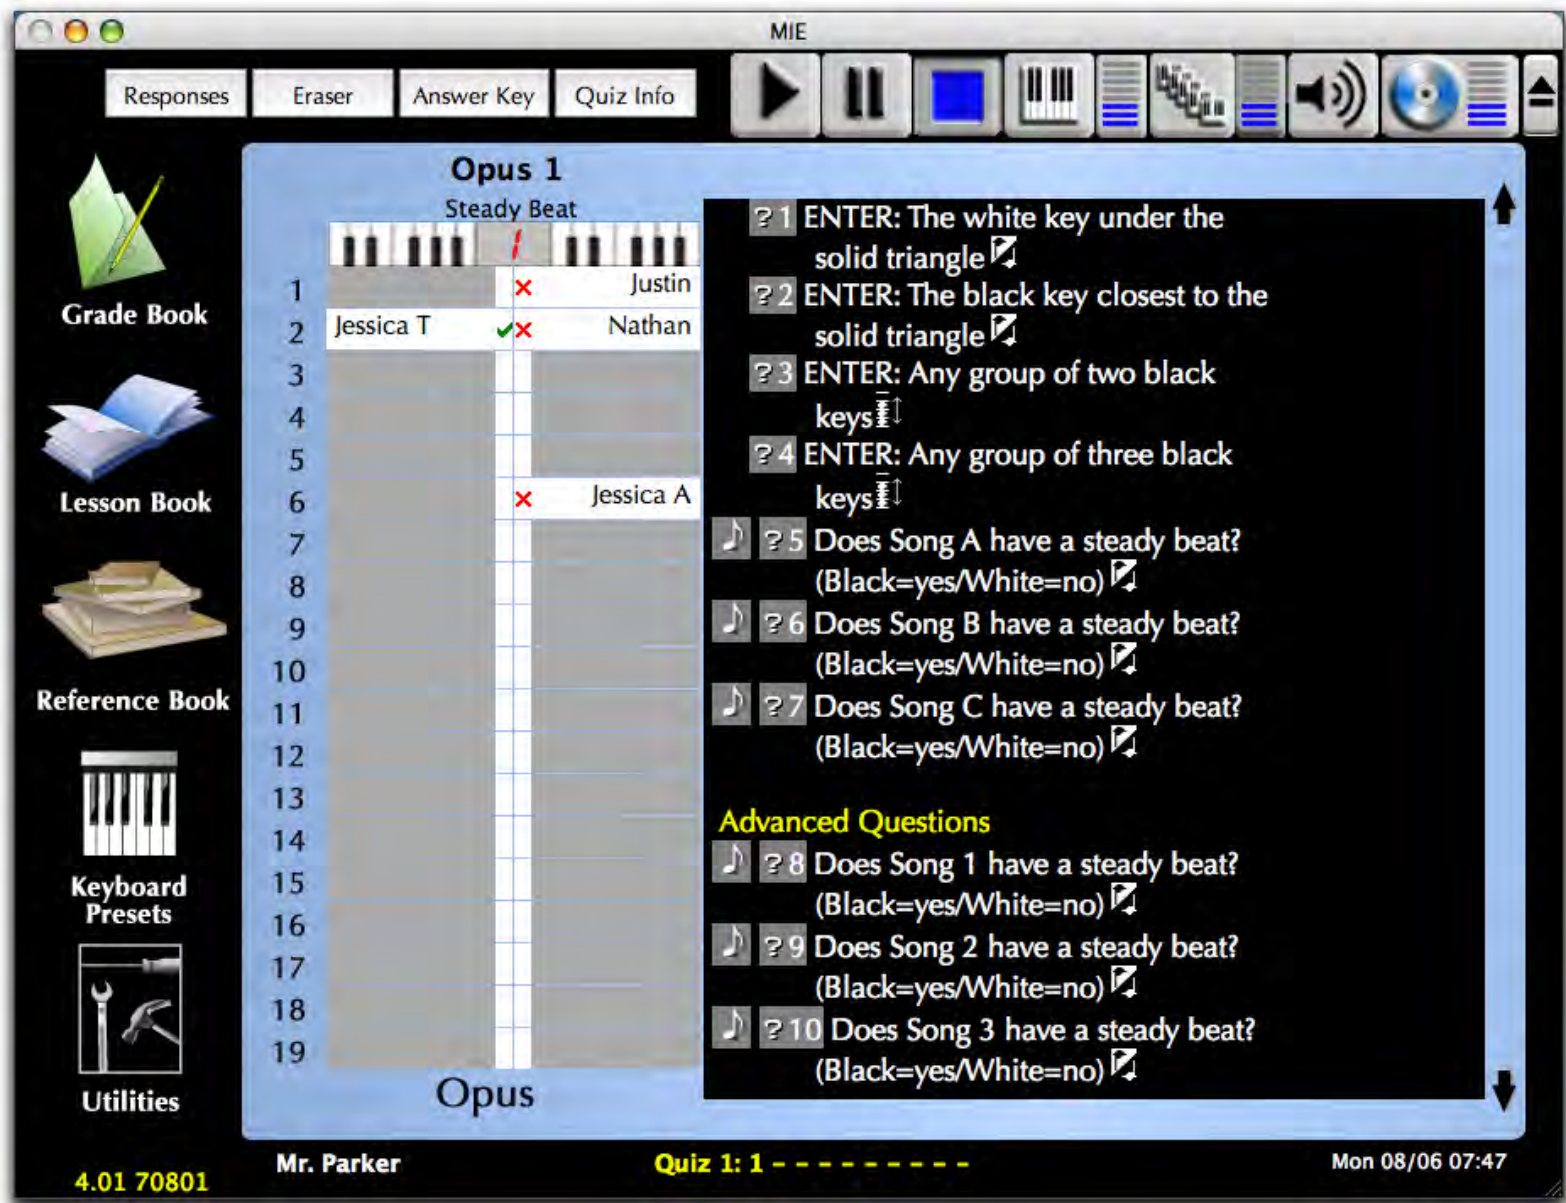 MIE
Responses
Eraser
Answer Key
Quiz Info
Grade Book
Lesson Book
Reference Book
Keyboard
Presets
Utilities
4.01 70801
Opus 1
Steady Beat
1
1 Justin
2 Jessica T Nathan
3
4
5
6 Jessica A
7
8
9
10
11
12
13
14
15
16
17
18
19
Opus
? 1 ENTER: The white key under the
solid triangle
? 2 ENTER: The black key closest to the
solid triangle
? 3 ENTER: Any group of two black
keys
? 4 ENTER: Any group of three black
keys
? 5 Does Song A have a steady beat?
(Black=yes/White=no)
? 6 Does Song B have a steady beat?
(Black=yes/White=no)
? 7 Does Song C have a steady beat?
(Black=yes/White=no)
Advanced Questions
? 8 Does Song 1 have a steady beat?
(Black=yes/White=no)
? 9 Does Song 2 have a steady beat?
(Black=yes/White=no)
? 10 Does Song 3 have a steady beat?
(Black=yes/White=no)
Mr. Parker
Quiz 1: 1 - - - - - - - - -
Mon 08/06 07:47